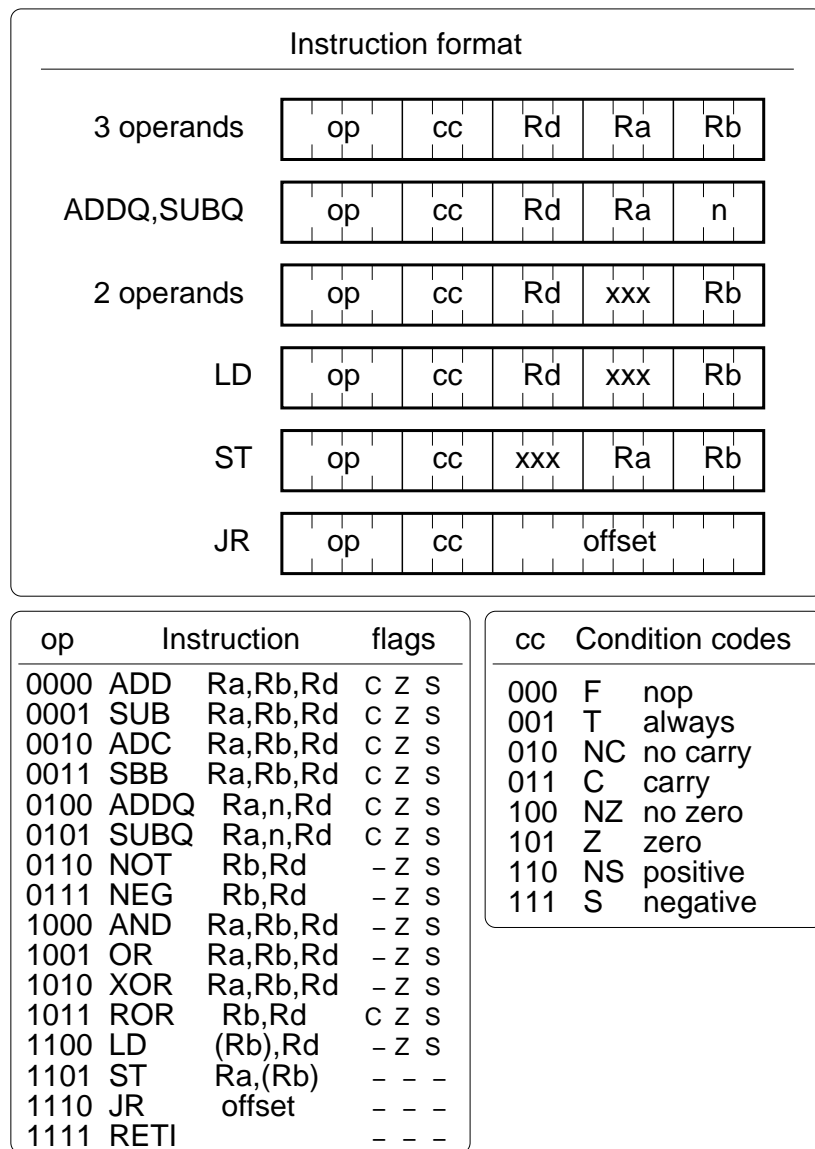 Instruction format
3 operands op cc Rd Ra Rb
ADDQ,SUBQ op cc Rd Ra n
2 operands op cc Rd xxx Rb
LD op cc Rd xxx Rb
ST op cc xxx Ra Rb
JR op cc offset
op Instruction flags
0000 ADD Ra,Rb,Rd C Z S
0001 SUB Ra,Rb,Rd C Z S
0010 ADC Ra,Rb,Rd C Z S
0011 SBB Ra,Rb,Rd C Z S
0100 ADDQ Ra,n,Rd C Z S
0101 SUBQ Ra,n,Rd C Z S
0110 NOT Rb,Rd – Z S
0111 NEG Rb,Rd – Z S
1000 AND Ra,Rb,Rd – Z S
1001 OR Ra,Rb,Rd – Z S
1010 XOR Ra,Rb,Rd – Z S
1011 ROR Rb,Rd C Z S
1100 LD (Rb),Rd – Z S
1101 ST Ra,(Rb) – – –
1110 JR offset – – –
1111 RETI – – –
cc Condition codes
000 F nop
001 T always
010 NC no carry
011 C carry
100 NZ no zero
101 Z zero
110 NS positive
111 S negative